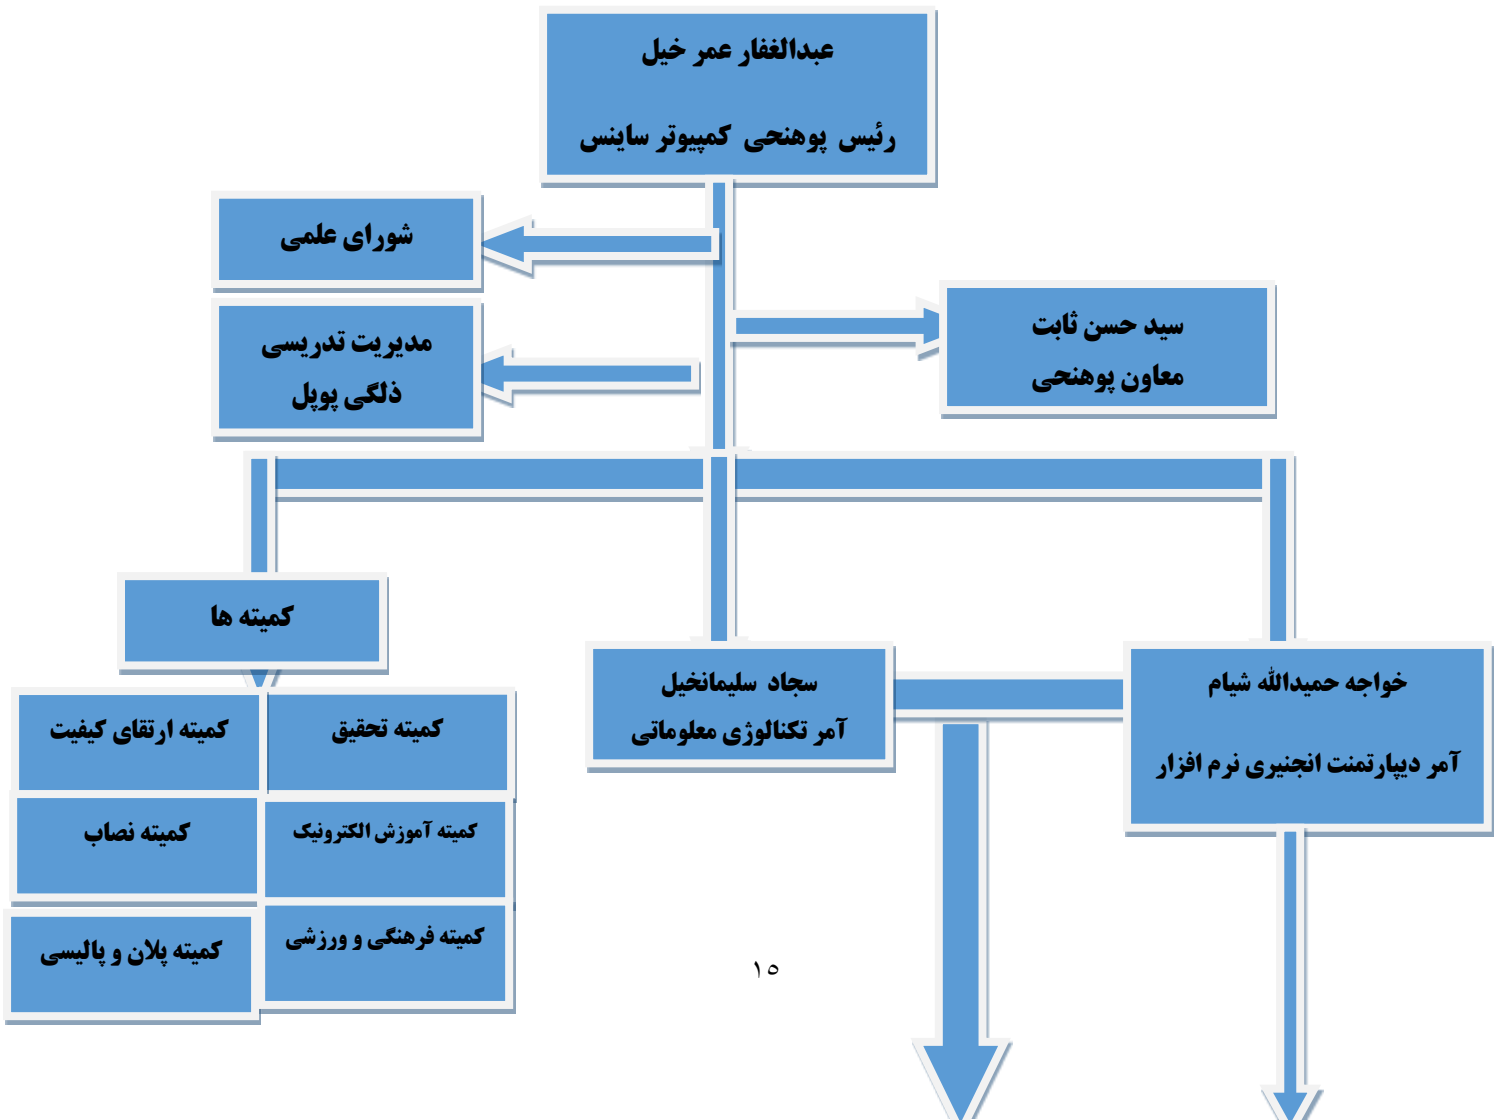 عبدالغفار عمر خیل
رئیس پوهنحی کمپیوتر ساینس
شورای علمی
سید حسن ثابت
معاون پوهنحی
مدیریت تدریسی
ذلگی پوپل
کمیته ها
سجاد سلیمانخیل
آمر تکنالوژی معلوماتی
خواجه حمیدالله شیام
آمر دیپارتمنت انجنیری نرم افزار
کمیته تحقیق
کمیته ارتقای کیفیت
کمیته آموزش الکترونیک
کمیته نصاب
کمیته فرهنگی و ورزشی
کمیته پلان و پالیسی
۱۵